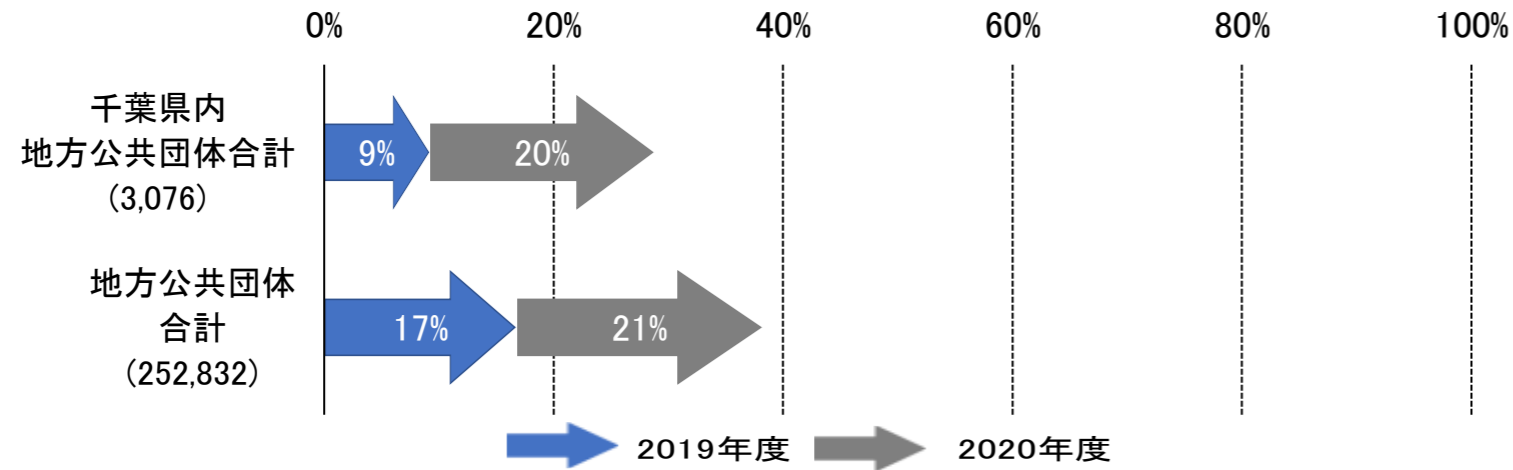 0% 20% 40% 60% 80% 100%
千葉県内
地方公共団体合計
(3,076)
9% 20%
地方公共団体
合計
(252,832)
17% 21%
2019年度 2020年度